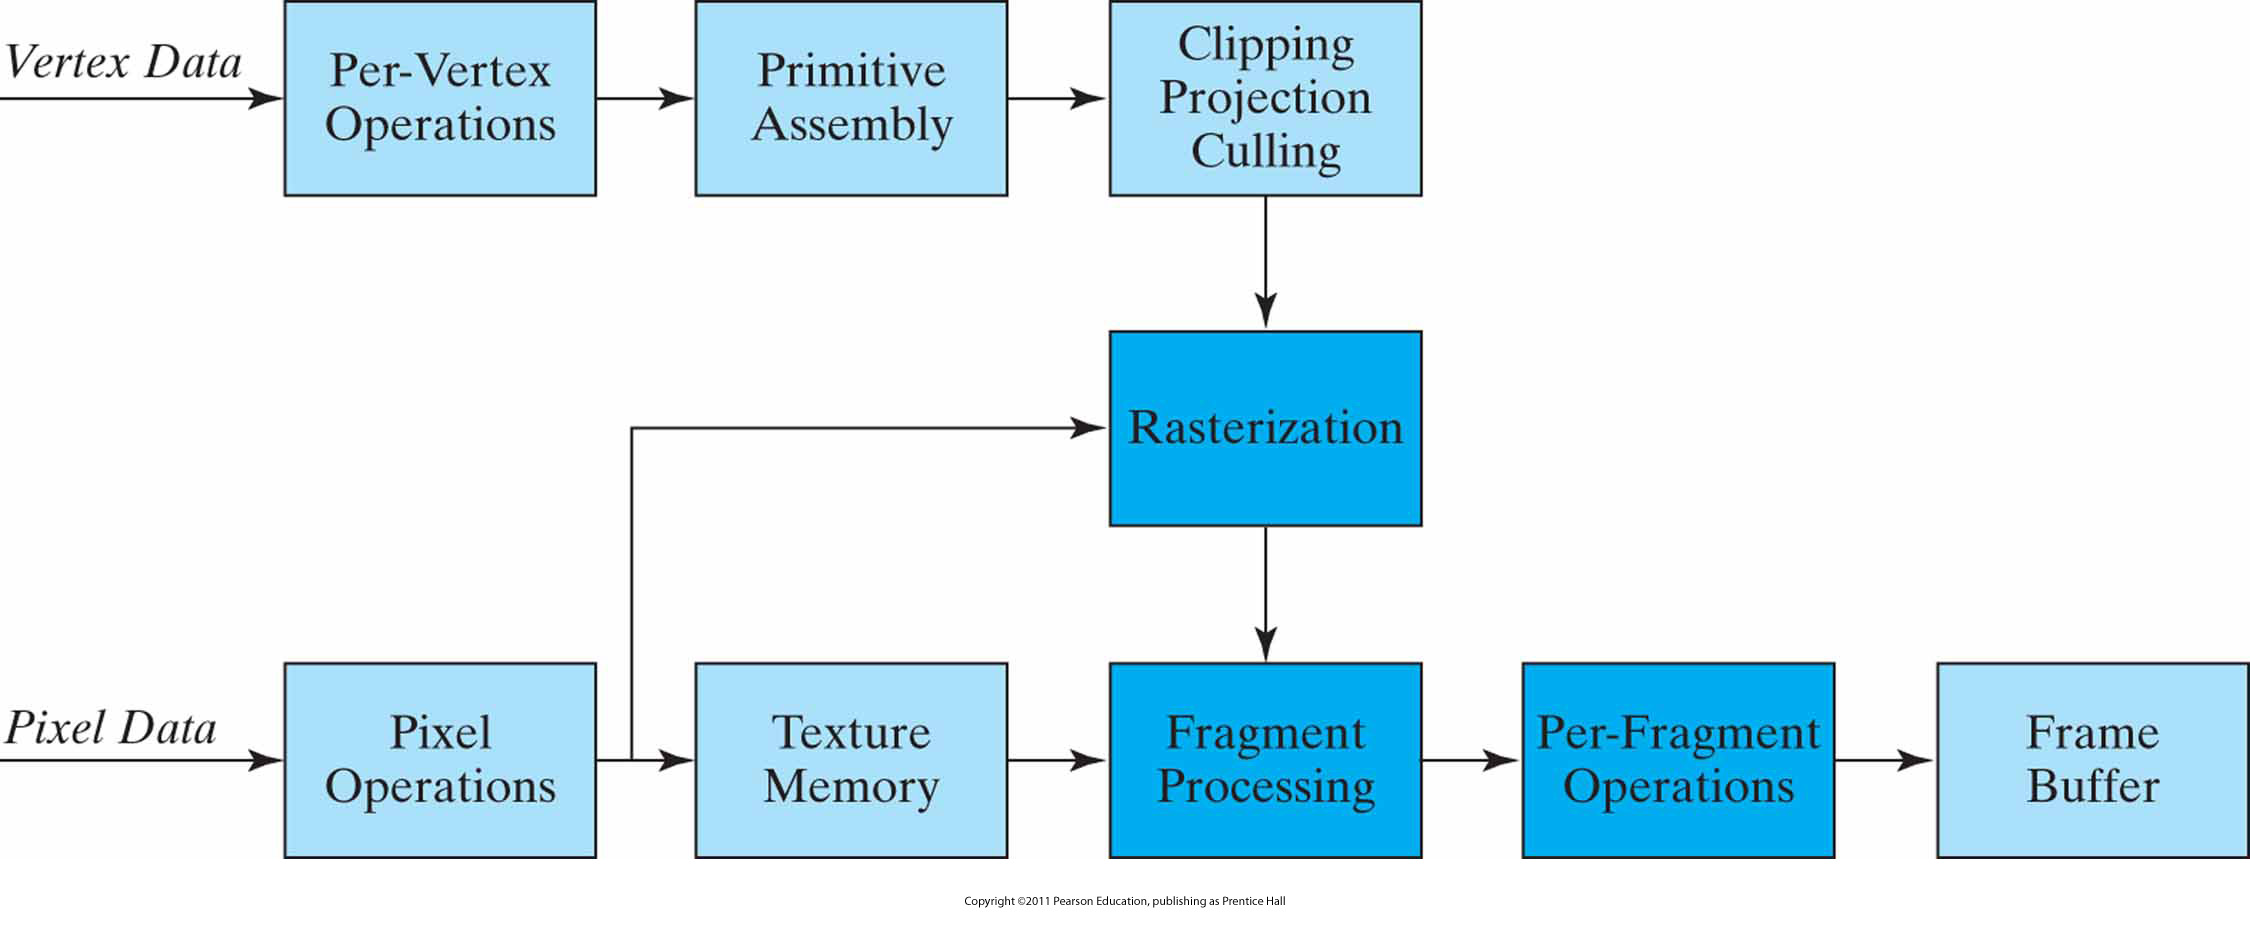 Vertex Data
Per-Vertex
Operations
Primitive
Assembly
Clipping
Projection
Culling
Rasterization
Pixel Data
Pixel
Operations
Texture
Memory
Fragment
Processing
Per-Fragment
Operations
Frame
Buffer
Copyright ©2011 Pearson Education, publishing as Prentice Hall